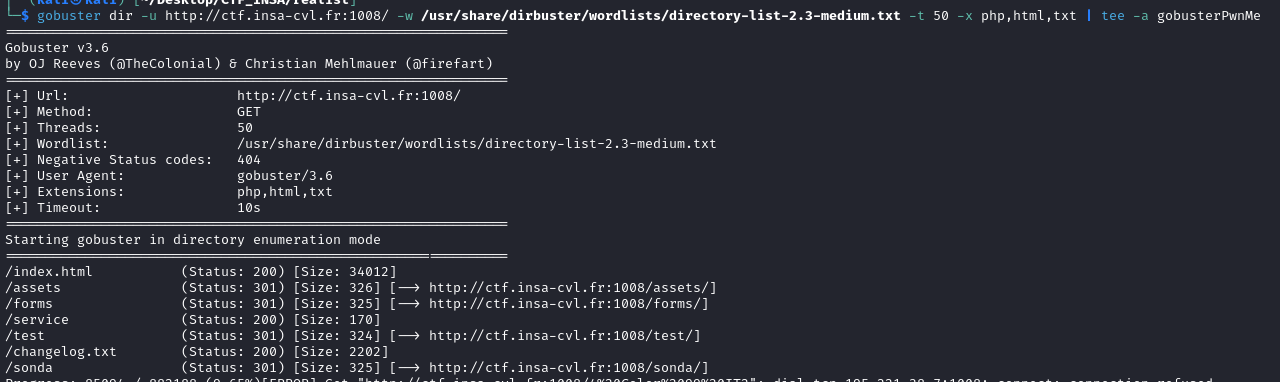 (kali㉿kali) [~/Desktop/CTF_INSA/realist]
$ gobuster dir -u http://ctf.insa-cvl.fr:1008/ -w /usr/share/dirbuster/wordlists/directory-list-2.3-medium.txt -t 50 -x php,html,txt | tee -a gobusterPwnMe
===============================================================
Gobuster v3.6
by OJ Reeves (@TheColonial) & Christian Mehlmauer (@firefart)
===============================================================
[+] Url: http://ctf.insa-cvl.fr:1008/
[+] Method: GET
[+] Threads: 50
[+] Wordlist: /usr/share/dirbuster/wordlists/directory-list-2.3-medium.txt
[+] Negative Status codes: 404
[+] User Agent: gobuster/3.6
[+] Extensions: php,html,txt
[+] Timeout: 10s
===============================================================
Starting gobuster in directory enumeration mode
===============================================================
/index.html (Status: 200) [Size: 34012]
/assets (Status: 301) [Size: 326] [--> http://ctf.insa-cvl.fr:1008/assets/]
/forms (Status: 301) [Size: 325] [--> http://ctf.insa-cvl.fr:1008/forms/]
/service (Status: 200) [Size: 170]
/test (Status: 301) [Size: 324] [--> http://ctf.insa-cvl.fr:1008/test/]
/changelog.txt (Status: 200) [Size: 2202]
/sonda (Status: 301) [Size: 325] [--> http://ctf.insa-cvl.fr:1008/sonda/]